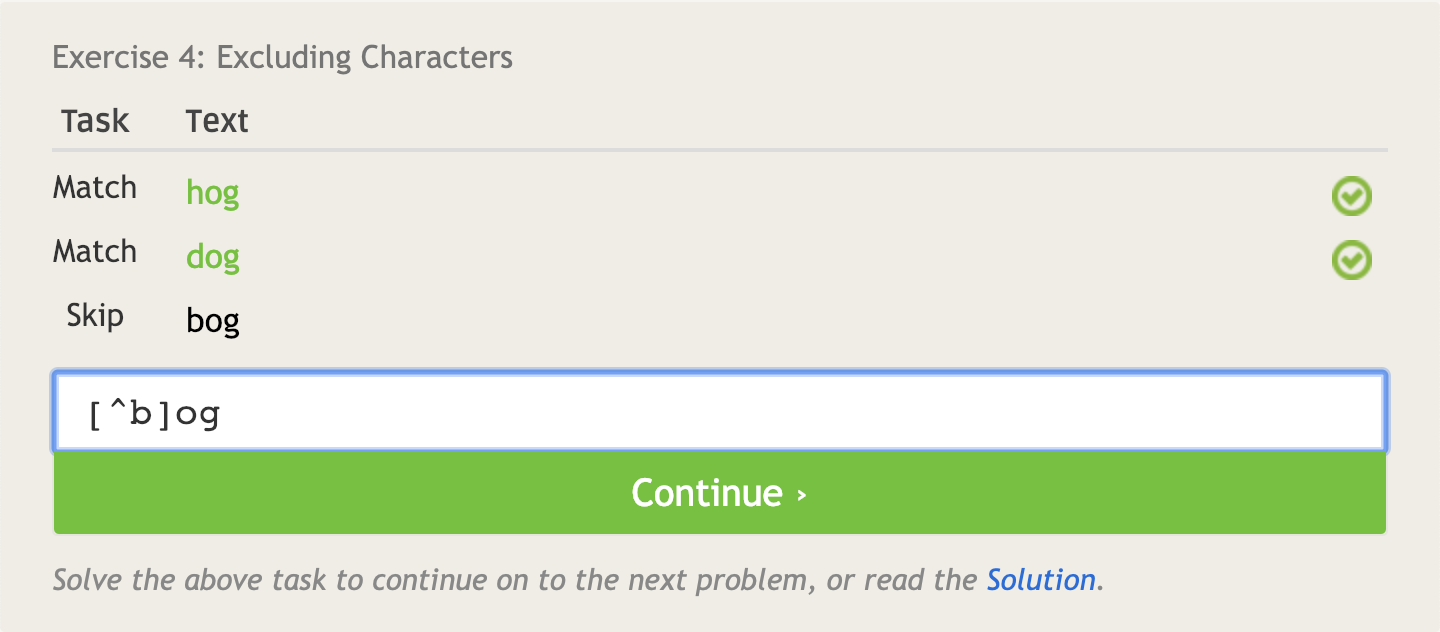 Exercise 4: Excluding Characters
Task Text
Match hog
Match dog
Skip bog
[^b]og
Continue ›
Solve the above task to continue on to the next problem, or read the Solution.